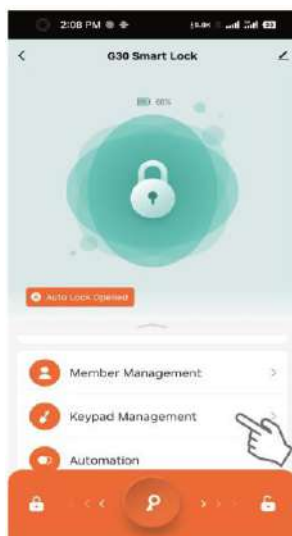 2:08 PM
G30 Smart Lock
Auto Lock Opened
Member Management
Keypad Management
Automation